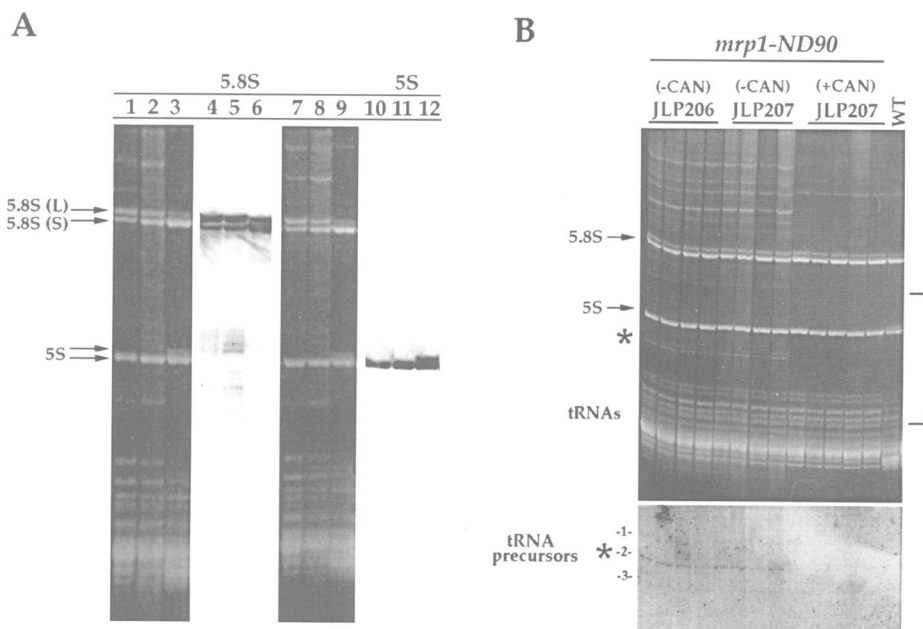 A
5.8S
5S
1 2 3 4 5 6 7 8 9 10 11 12
5.8S (L)
5.8S (S)
5S
B
mrp1-ND90
(-CAN) (-CAN) (+CAN)
JLP206 JLP207 JLP207 WT
5.8S
5S
*
tRNAs
tRNA
precursors
*
-1-
-2-
-3-